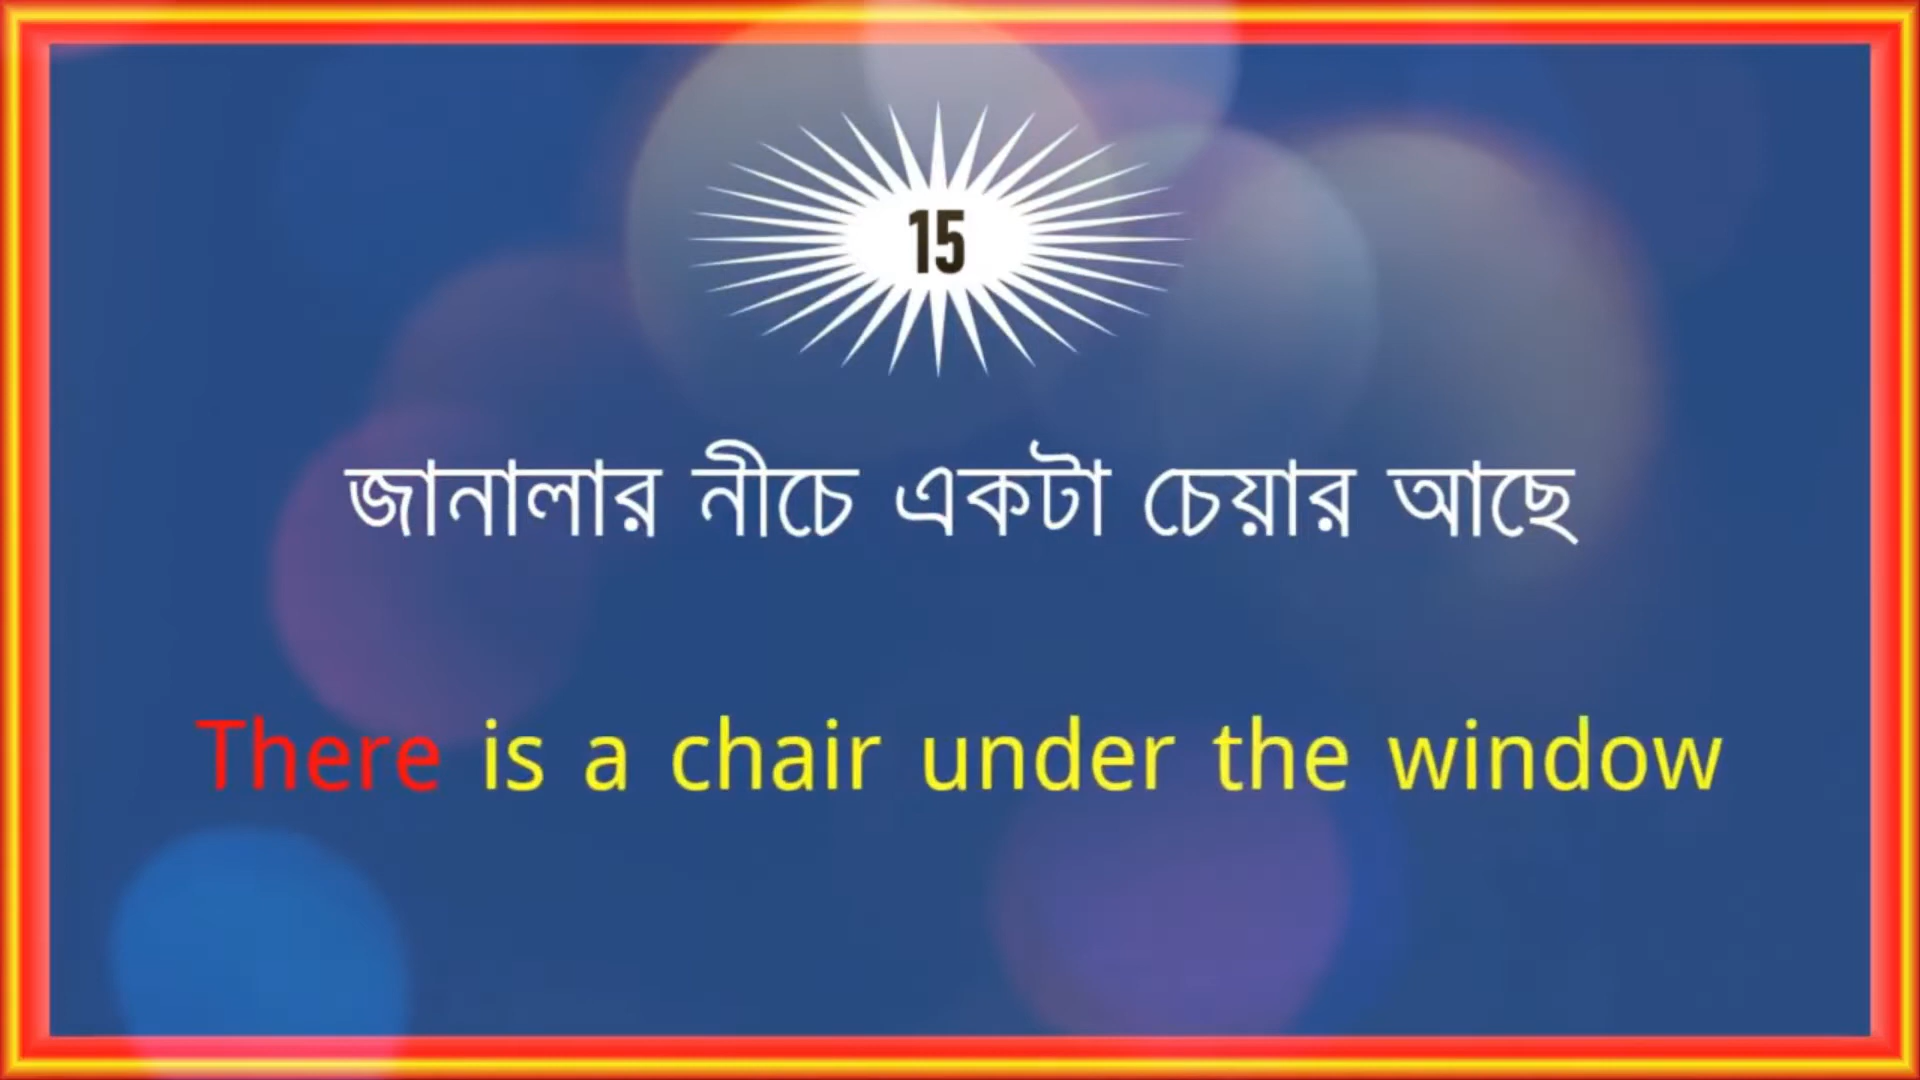 15
জানালার নীচে একটা চেয়ার আছে
There is a chair under the window